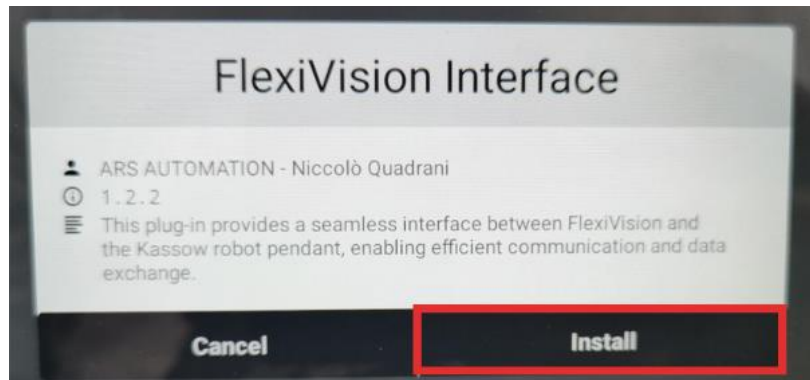 FlexiVision Interface
ARS AUTOMATION - Niccolò Quadrani
1.2.2
This plug-in provides a seamless interface between FlexiVision and
the Kassow robot pendant, enabling efficient communication and data
exchange.
Cancel
Install